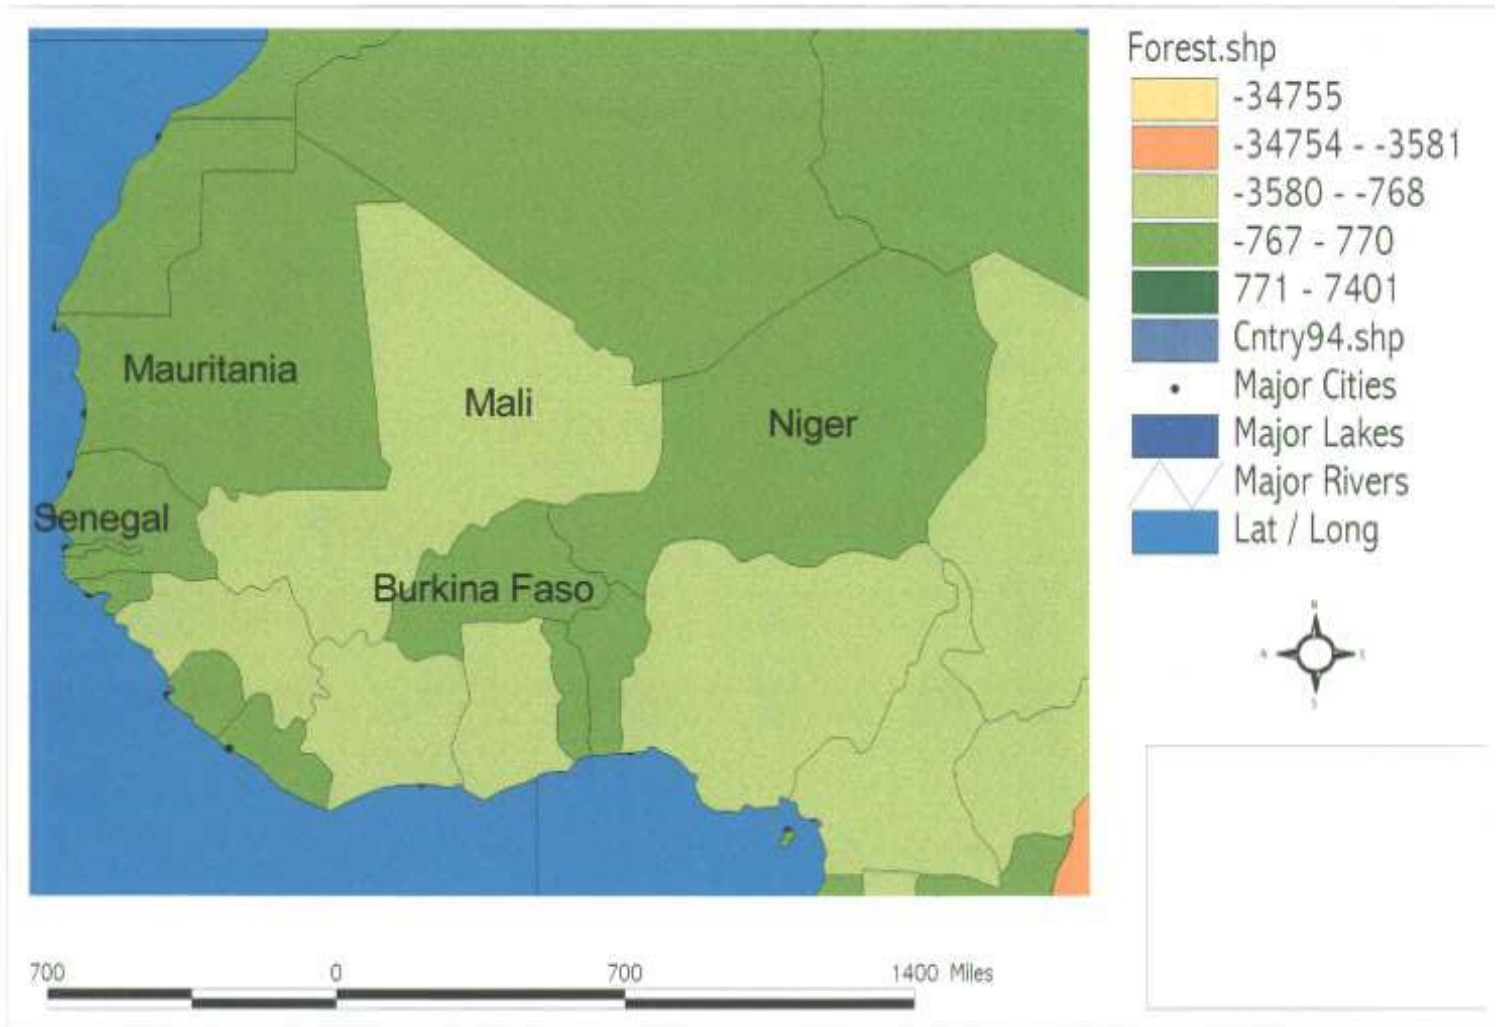 Forest.shp
-34755
-34754 - -3581
-3580 - -768
-767 - 770
771 - 7401
Cntry94.shp
Major Cities
Major Lakes
Major Rivers
Lat / Long
Mauritania
Mali
Niger
Senegal
Burkina Faso
N
S
700 0 700 1400 Miles